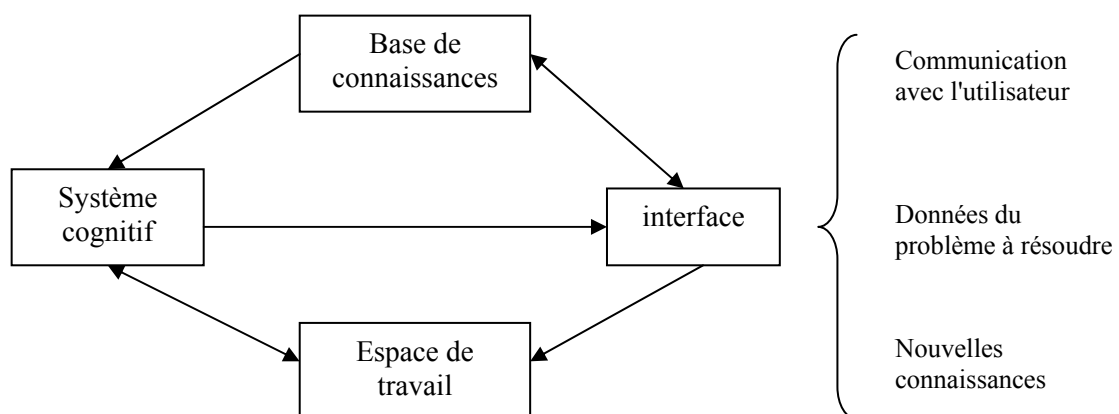 Base de
connaissances
Communication
avec l'utilisateur
Système
cognitif
interface
Données du
problème à résoudre
Espace de
travail
Nouvelles
connaissances